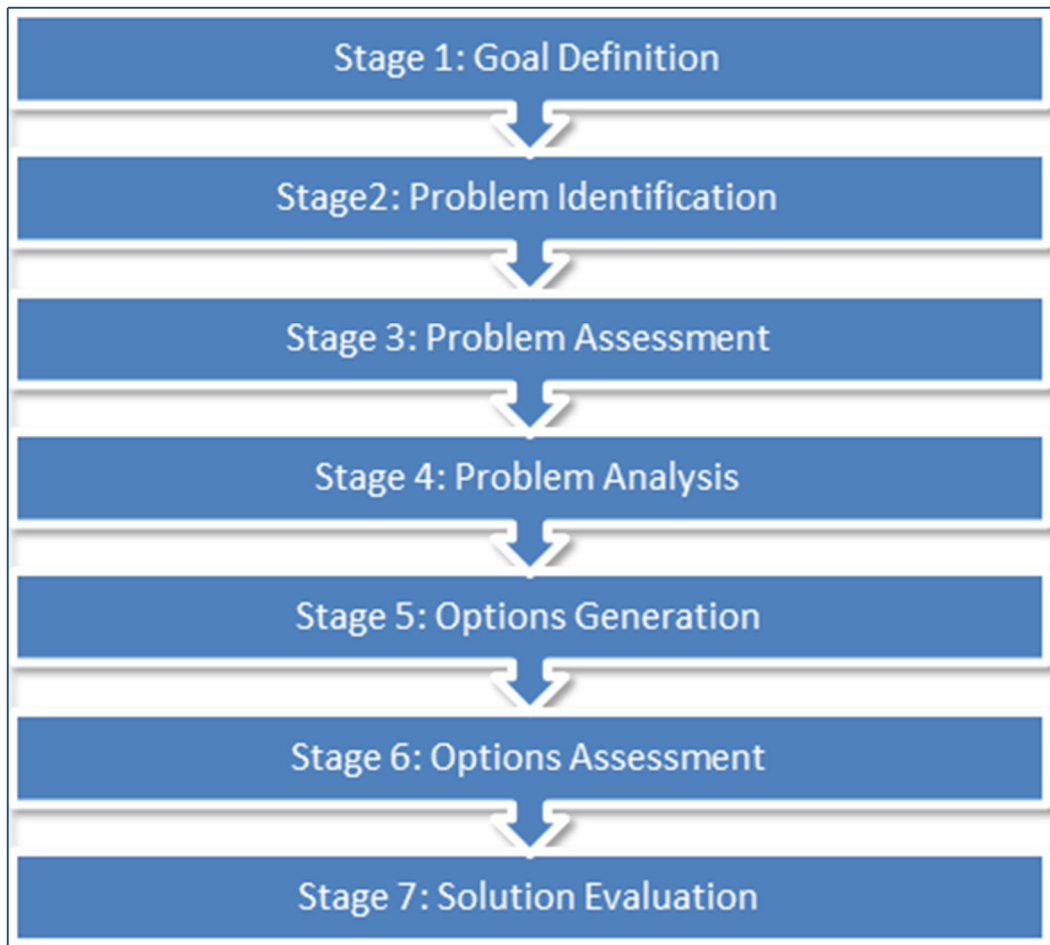 Stage 1: Goal Definition
Stage2: Problem Identification
Stage 3: Problem Assessment
Stage 4: Problem Analysis
Stage 5: Options Generation
Stage 6: Options Assessment
Stage 7: Solution Evaluation